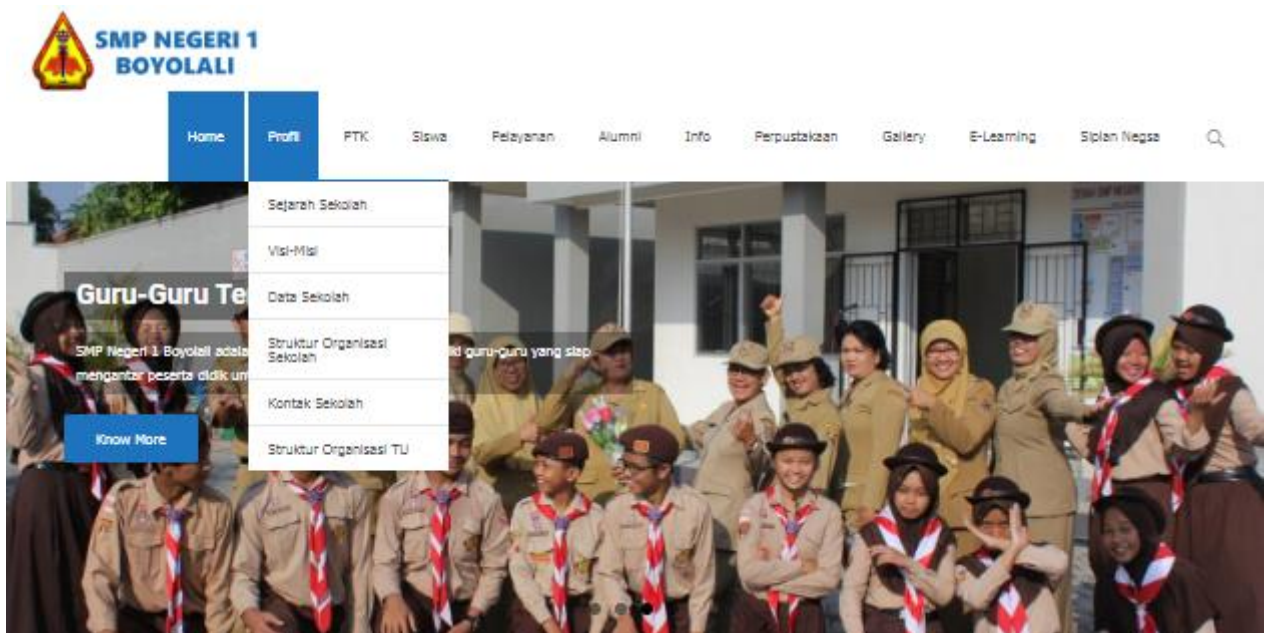 SMP NEGERI 1
BOYOLALI
Home Profil PTK Siswa Pelayanan Alumni Info Perpustakaan Gallery E-Learning Siplan Negsa
Sejarah Sekolah
Visi-Misi
Data Sekolah
Struktur Organisasi
Sekolah
Kontak Sekolah
Struktur Organisasi TU
Guru-Guru Te
SMP Negeri 1 Boyolali adala guru-guru yang siap
mengantar peserta didik un
Know More